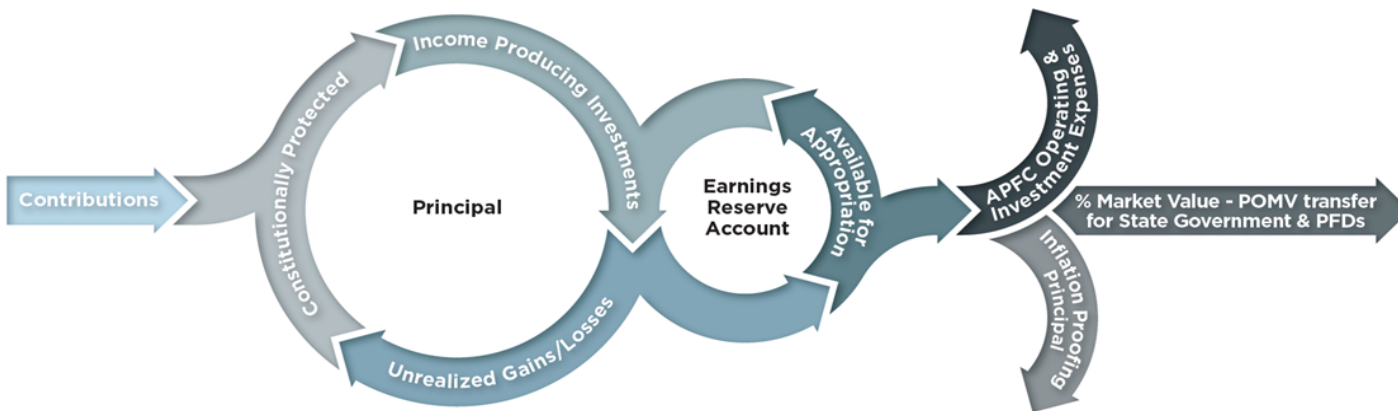 Contributions
Constitutionally Protected
Income Producing Investments
Principal
Unrealized Gains/Losses
Earnings
Reserve
Account
Available for
Appropriation
APFC Operating &
Investment Expenses
% Market Value - POMV transfer
for State Government & PFDs
Inflation Proofing
Principal